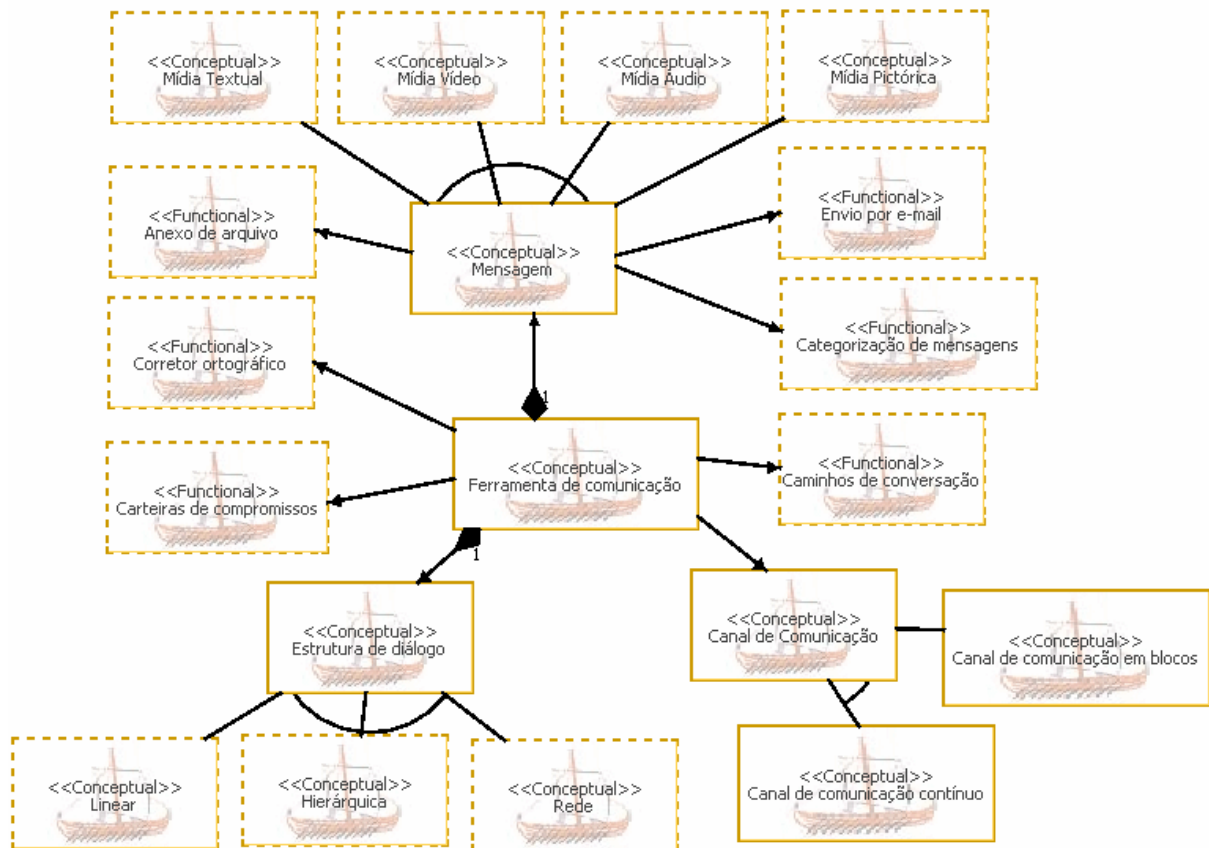 <<Conceptual>>
Mídia Textual
<<Conceptual>>
Mídia Vídeo
<<Conceptual>>
Mídia Áudio
<<Conceptual>>
Mídia Pictórica
<<Functional>>
Anexo de arquivo
<<Conceptual>>
Mensagem
<<Functional>>
Envio por e-mail
<<Functional>>
Corretor ortográfico
<<Functional>>
Categorização de mensagens
1
<<Functional>>
Carteiras de compromissos
<<Conceptual>>
Ferramenta de comunicação
<<Functional>>
Caminhos de conversação
1
<<Conceptual>>
Estrutura de diálogo
<<Conceptual>>
Canal de Comunicação
<<Conceptual>>
Canal de comunicação em blocos
<<Conceptual>>
Linear
<<Conceptual>>
Hierárquica
<<Conceptual>>
Rede
<<Conceptual>>
Canal de comunicação contínuo